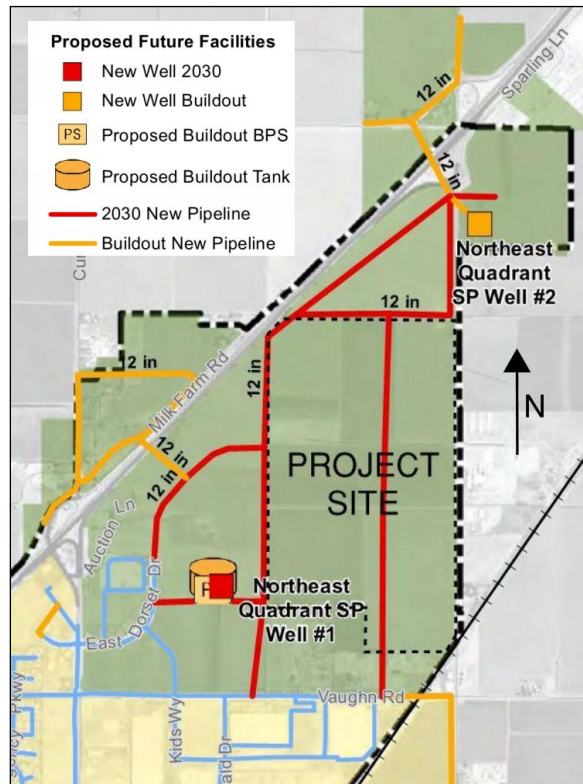 Proposed Future Facilities
New Well 2030
New Well Buildout
PS Proposed Buildout BPS
Proposed Buildout Tank
2030 New Pipeline
Buildout New Pipeline
12 in
Sparling Ln
12 in
Northeast
Quadrant
SP Well #2
12 in
2 in
Milk Farm Rd
12 in
12 in
12 in
N
PROJECT
SITE
Auction Ln
East Dorset Dr
Northeast
Quadrant SP
Well #1
Vaughn Rd
Kids Wy
Pkwy